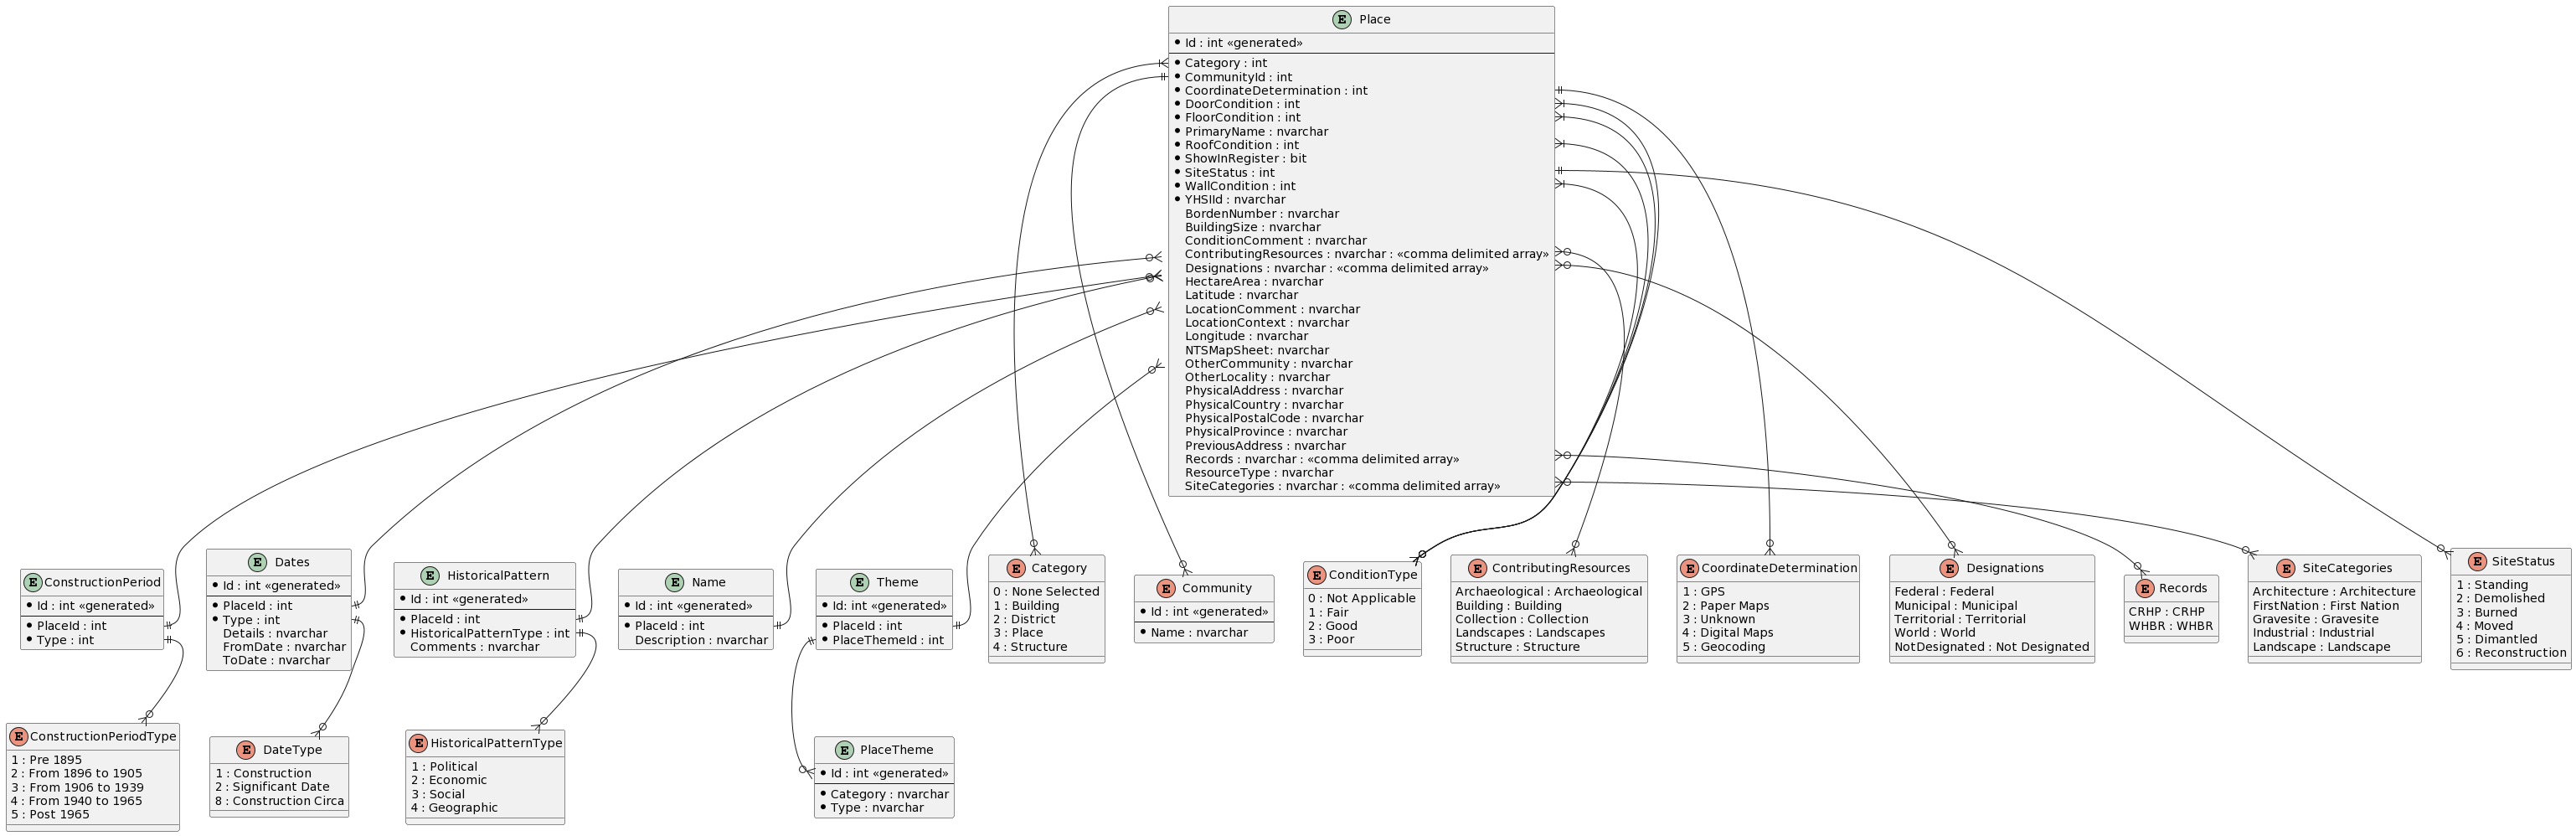 E Place
Id : int «generated»
Category : int
CommunityId : int
CoordinateDetermination : int
DoorCondition : int
FloorCondition : int
PrimaryName : nvarchar
RoofCondition : int
ShowInRegister : bit
SiteStatus : int
WallCondition : int
YHSIId : nvarchar
BordenNumber : nvarchar
BuildingSize : nvarchar
ConditionComment : nvarchar
ContributingResources : nvarchar : «comma delimited array»
Designations : nvarchar : «comma delimited array»
HectareArea : nvarchar
Latitude : nvarchar
LocationComment : nvarchar
LocationContext : nvarchar
Longitude : nvarchar
NTSMapSheet: nvarchar
OtherCommunity : nvarchar
OtherLocality : nvarchar
PhysicalAddress : nvarchar
PhysicalCountry : nvarchar
PhysicalPostalCode : nvarchar
PhysicalProvince : nvarchar
PreviousAddress : nvarchar
Records : nvarchar : «comma delimited array»
ResourceType : nvarchar
SiteCategories : nvarchar : «comma delimited array»
E ConstructionPeriod
Id : int «generated»
PlaceId : int
Type : int
E Dates
Id : int «generated»
PlaceId : int
Type : int
Details : nvarchar
FromDate : nvarchar
ToDate : nvarchar
E HistoricalPattern
Id : int «generated»
PlaceId : int
HistoricalPatternType : int
Comments : nvarchar
E Name
Id : int «generated»
PlaceId : int
Description : nvarchar
E Theme
Id: int «generated»
PlaceId : int
PlaceThemeId : int
E Category
0 : None Selected
1 : Building
2 : District
3 : Place
4 : Structure
E Community
Id : int «generated»
Name : nvarchar
E ConditionType
0 : Not Applicable
1 : Fair
2 : Good
3 : Poor
E ContributingResources
Archaeological : Archaeological
Building : Building
Collection : Collection
Landscapes : Landscapes
Structure : Structure
E CoordinateDetermination
1 : GPS
2 : Paper Maps
3 : Unknown
4 : Digital Maps
5 : Geocoding
E Designations
Federal : Federal
Municipal : Municipal
Territorial : Territorial
World : World
NotDesignated : Not Designated
E Records
CRHP : CRHP
WHBR : WHBR
E SiteCategories
Architecture : Architecture
FirstNation : First Nation
Gravesite : Gravesite
Industrial : Industrial
Landscape : Landscape
E SiteStatus
1 : Standing
2 : Demolished
3 : Burned
4 : Moved
5 : Dimantled
6 : Reconstruction
E ConstructionPeriodType
1 : Pre 1895
2 : From 1896 to 1905
3 : From 1906 to 1939
4 : From 1940 to 1965
5 : Post 1965
E DateType
1 : Construction
2 : Significant Date
8 : Construction Circa
E HistoricalPatternType
1 : Political
2 : Economic
3 : Social
4 : Geographic
E PlaceTheme
Id : int «generated»
Category : nvarchar
Type : nvarchar